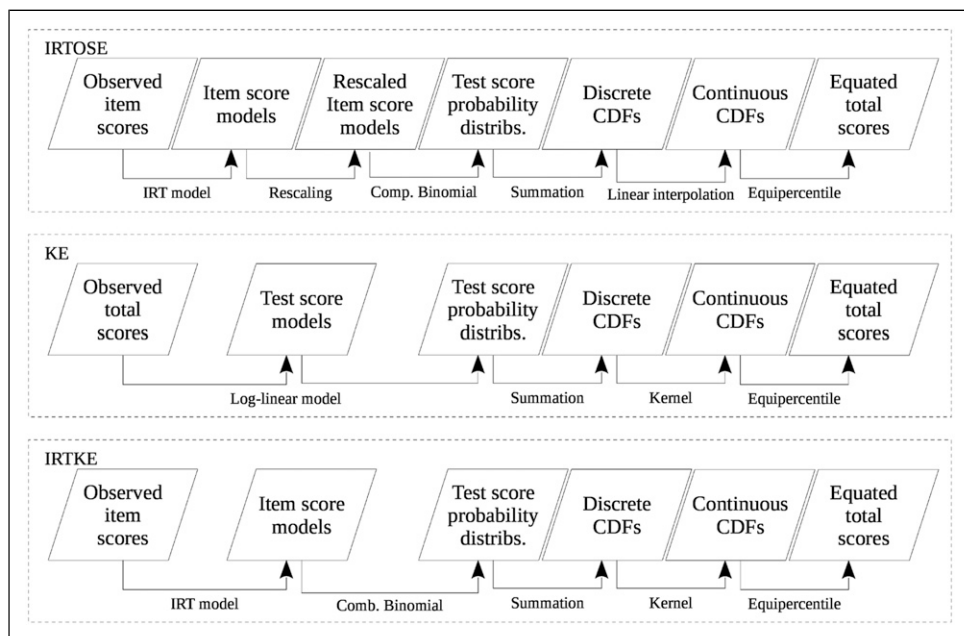 IRTOSE
Observed
item
scores
Item score
models
Rescaled
Item score
models
Test score
probability
distribs.
Discrete
CDFs
Continuous
CDFs
Equated
total
scores
IRT model
Rescaling
Comp. Binomial
Summation
Linear interpolation
Equipercentile
KE
Observed
total
scores
Test score
models
Test score
probability
distribs.
Discrete
CDFs
Continuous
CDFs
Equated
total
scores
Log-linear model
Summation
Kernel
Equipercentile
IRTKE
Observed
item
scores
Item score
models
Test score
probability
distribs.
Discrete
CDFs
Continuous
CDFs
Equated
total
scores
IRT model
Comb. Binomial
Summation
Kernel
Equipercentile